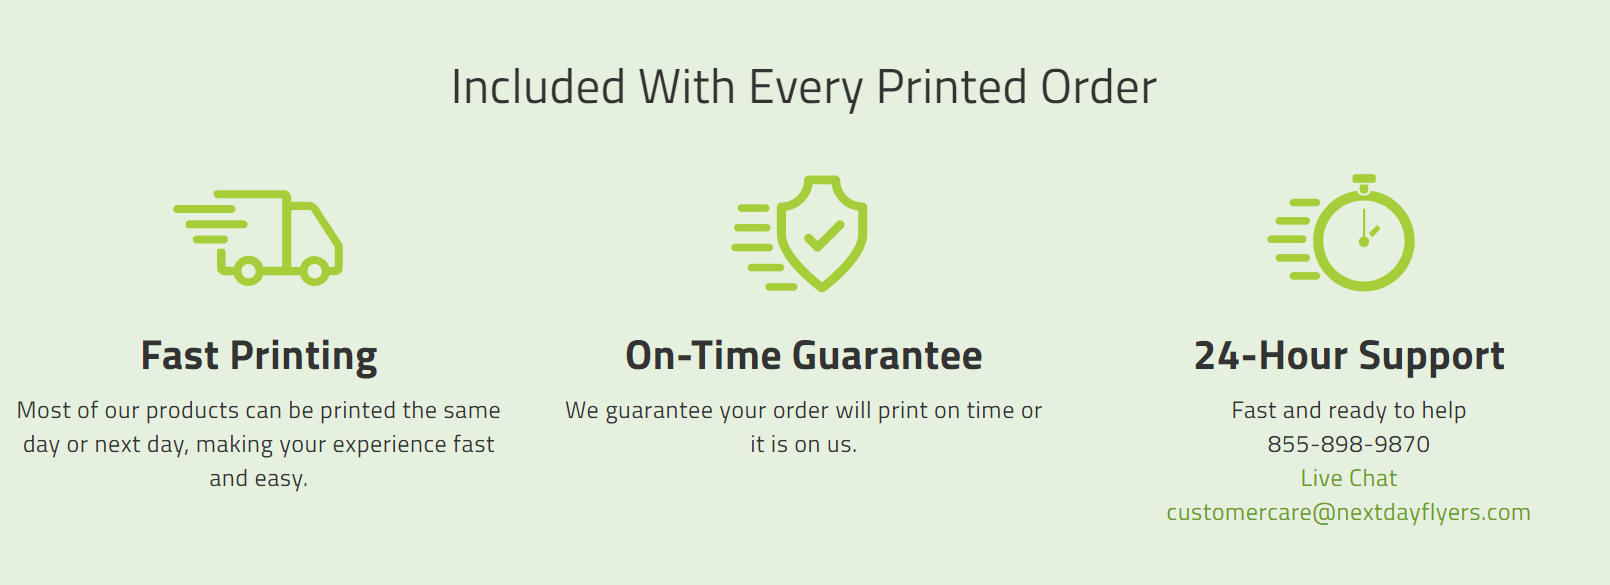 Included With Every Printed Order
Fast Printing
Most of our products can be printed the same
day or next day, making your experience fast
and easy.
On-Time Guarantee
We guarantee your order will print on time or
it is on us.
24-Hour Support
Fast and ready to help
855-898-9870
Live Chat
customercare@nextdayflyers.com